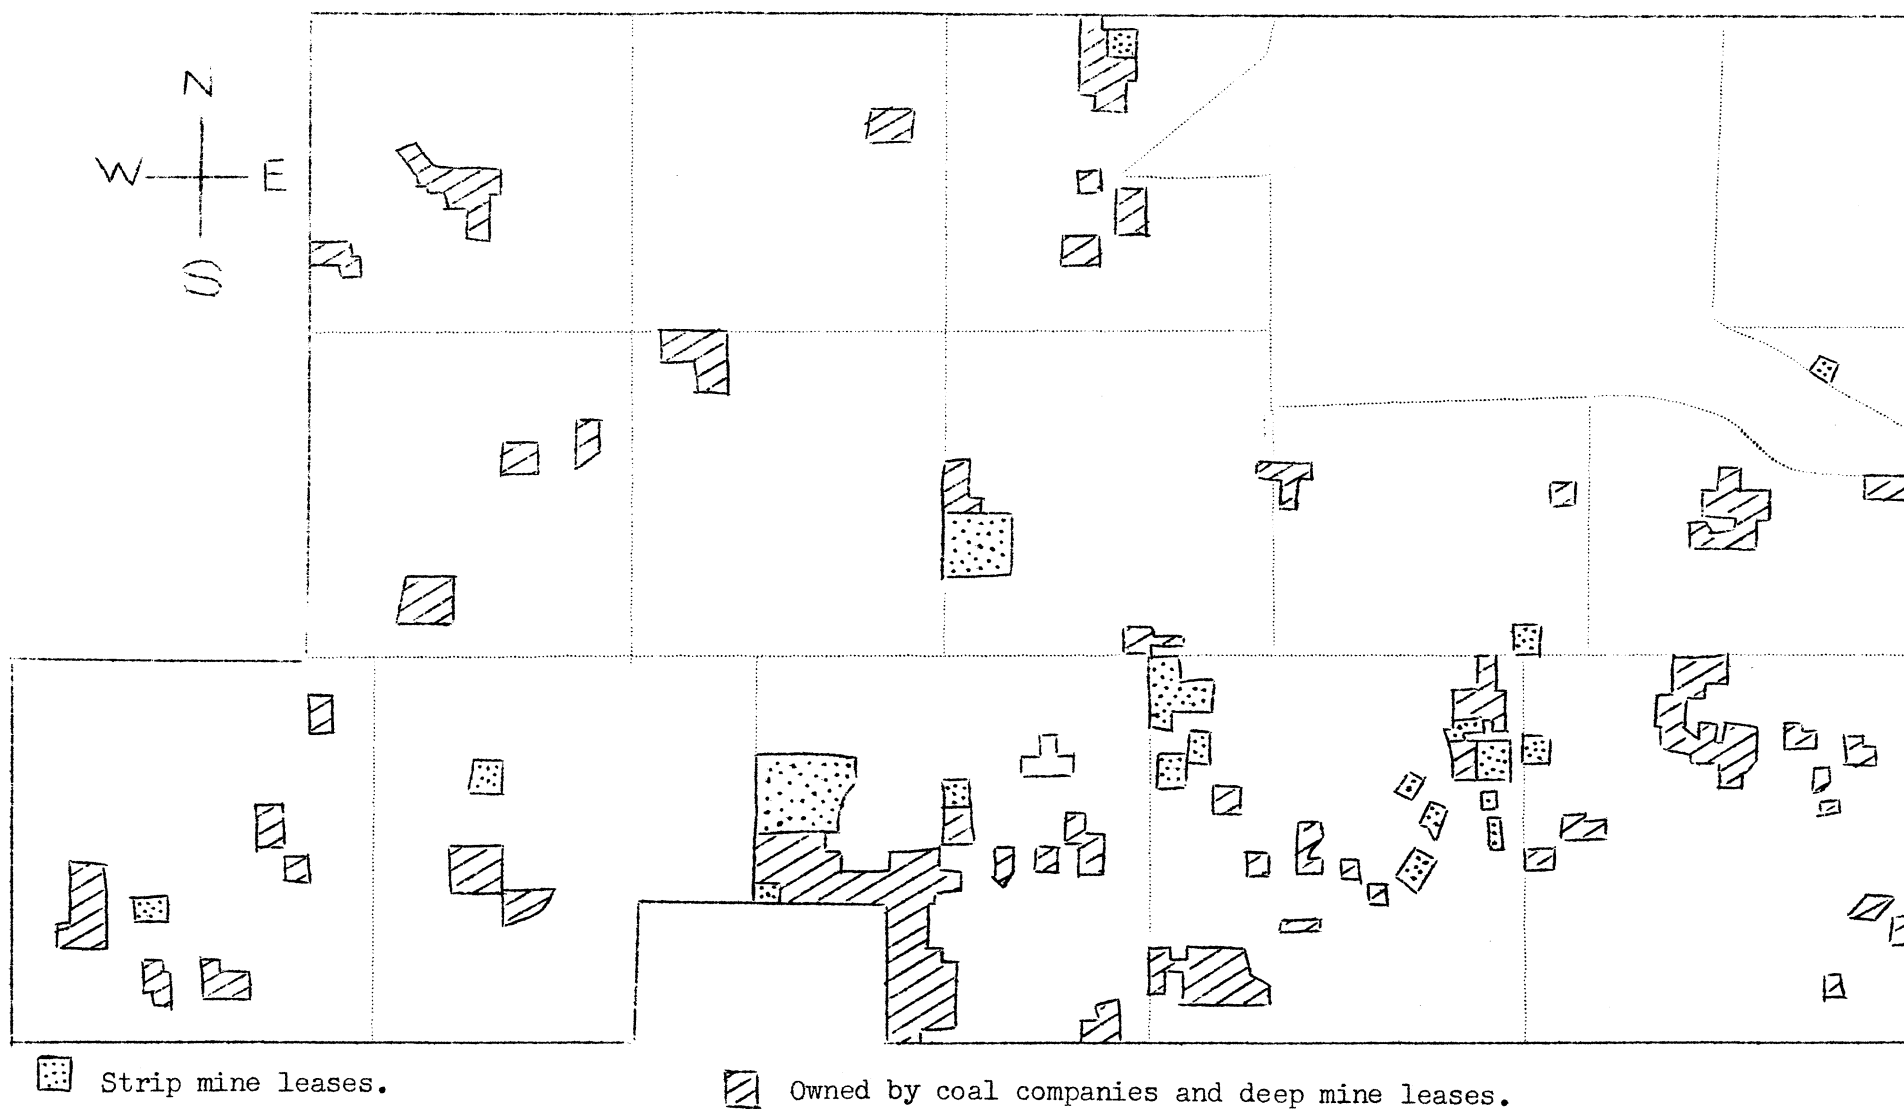 N
W E
S
Strip mine leases.
Owned by coal companies and deep mine leases.